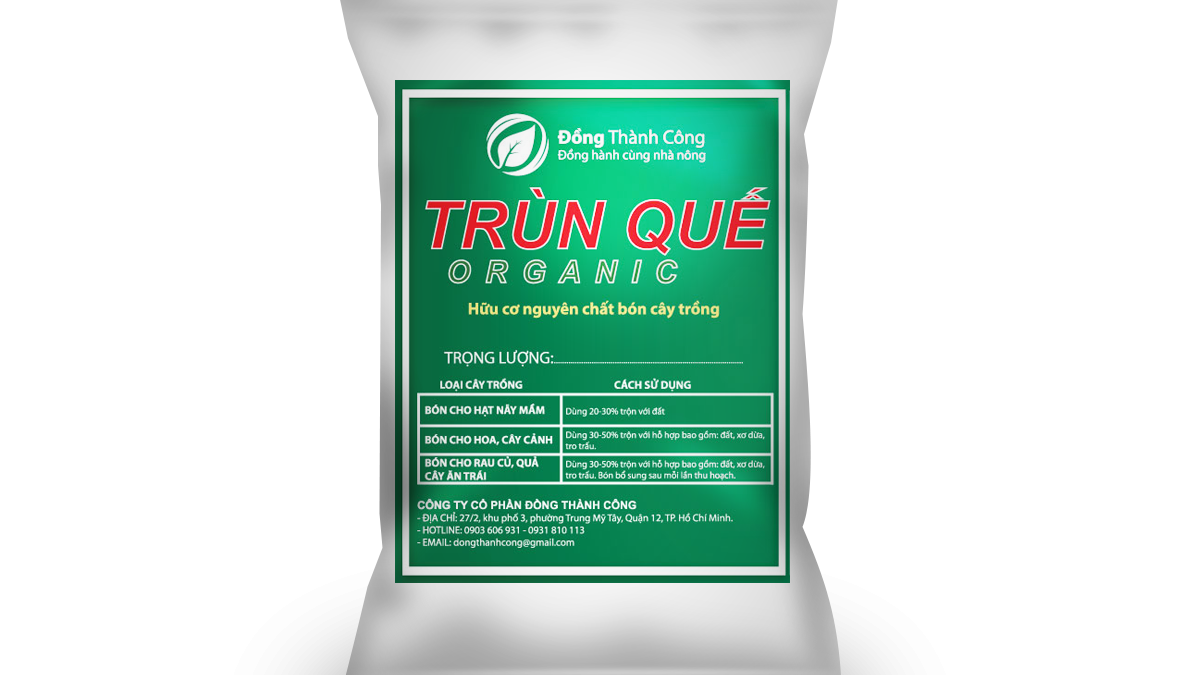 Đồng Thành Công
Đồng hành cùng nhà nông
TRÙN QUẾ
ORGANIC
Hữu cơ nguyên chất bón cây trồng
TRỌNG LƯỢNG:............................................................
LOẠI CÂY TRỒNG
CÁCH SỬ DỤNG
BÓN CHO HẠT NẢY MẦM
Dùng 20-30% trộn với đất
BÓN CHO HOA, CÂY CẢNH
Dùng 30-50% trộn với hỗ hợp bao gồm: đất, xơ dừa,
tro trấu.
BÓN CHO RAU CỦ, QUẢ
CÂY ĂN TRÁI
Dùng 30-50% trộn với hỗ hợp bao gồm: đất, xơ dừa,
tro trấu. Bón bổ sung sau mỗi lần thu hoạch.
CÔNG TY CỔ PHẦN ĐỒNG THÀNH CÔNG
- ĐỊA CHỈ: 27/2, khu phố 3, phường Trung Mỹ Tây, Quận 12, TP. Hồ Chí Minh.
- HOTLINE: 0903 606 931 - 0931 810 113
- EMAIL: dongthanhcong@gmail.com